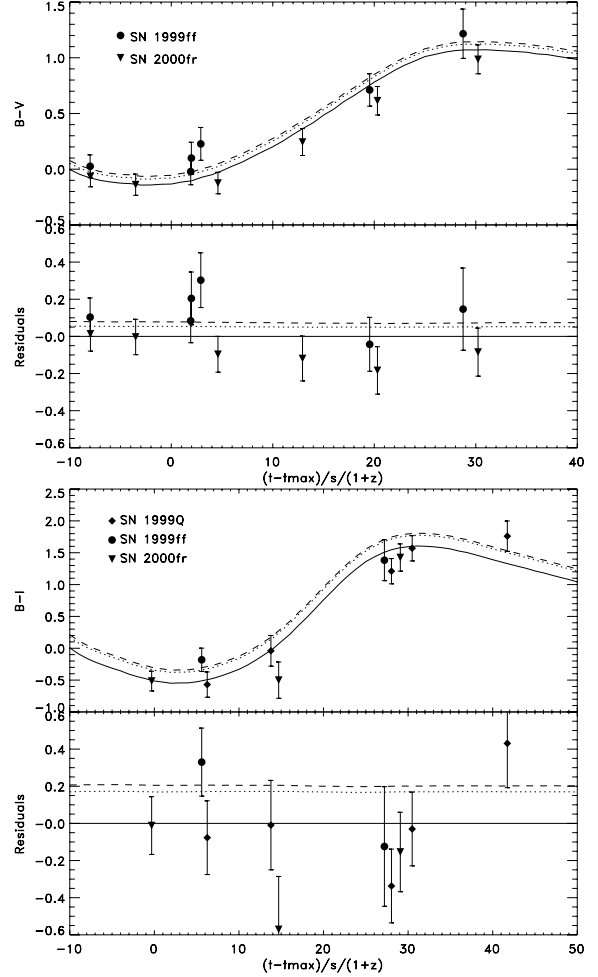 1.5
SN 1999ff
SN 2000fr
1.0
B-V
0.5
0.0
-0.5
0.6
0.4
0.2
Residuals
-0.0
-0.2
-0.4
-0.6
-10 0 10 20 30 40
(t-tmax)/s/(1+z)
2.5
SN 1999Q
SN 1999ff
SN 2000fr
2.0
1.5
1.0
B-I
0.5
0.0
-0.5
-1.0
0.6
0.4
0.2
Residuals
-0.0
-0.2
-0.4
-0.6
-10 0 10 20 30 40 50
(t-tmax)/s/(1+z)